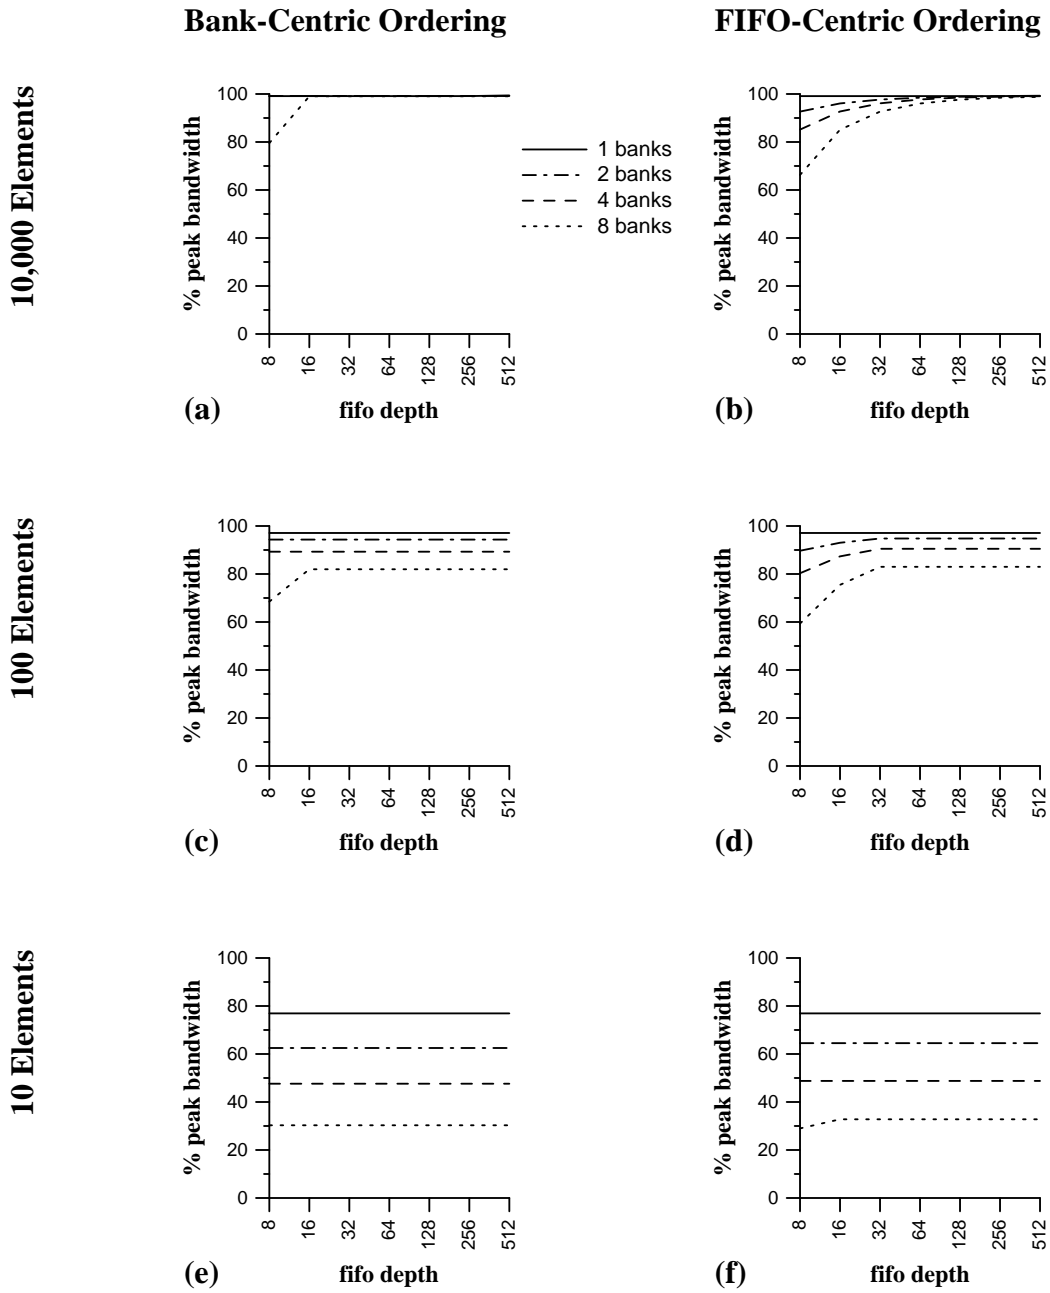 Bank-Centric Ordering
FIFO-Centric Ordering
10,000 Elements
% peak bandwidth
100
80
60
40
20
0
8
16
32
64
128
256
512
(a)
fifo depth
1 banks
2 banks
4 banks
8 banks
% peak bandwidth
100
80
60
40
20
0
8
16
32
64
128
256
512
(b)
fifo depth
100 Elements
% peak bandwidth
100
80
60
40
20
0
8
16
32
64
128
256
512
(c)
fifo depth
% peak bandwidth
100
80
60
40
20
0
8
16
32
64
128
256
512
(d)
fifo depth
10 Elements
% peak bandwidth
100
80
60
40
20
0
8
16
32
64
128
256
512
(e)
fifo depth
% peak bandwidth
100
80
60
40
20
0
8
16
32
64
128
256
512
(f)
fifo depth